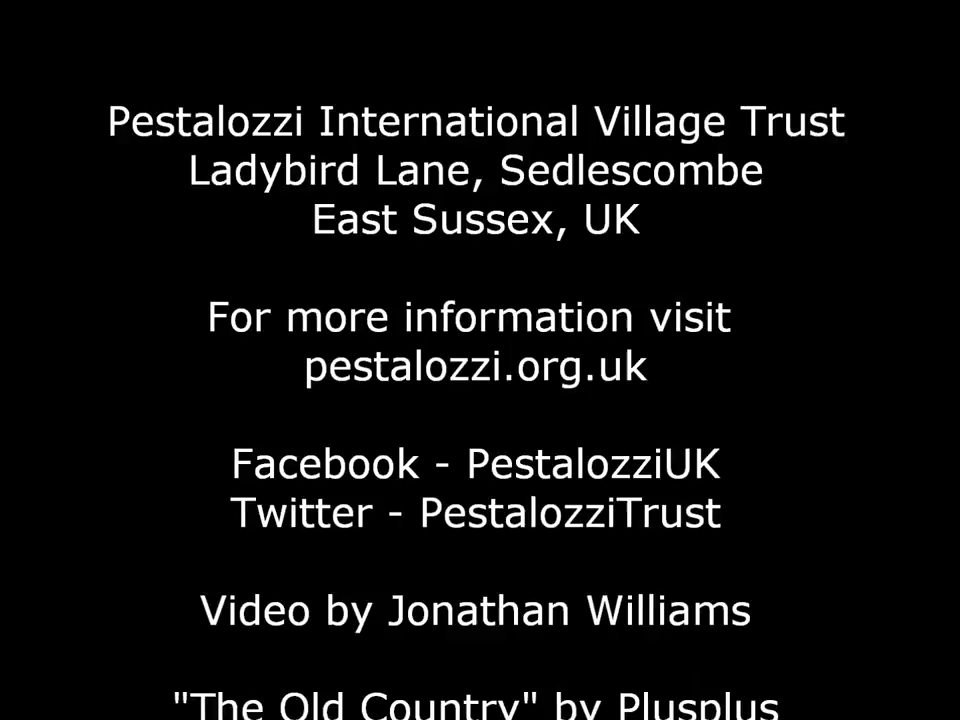 Pestalozzi International Village Trust
Ladybird Lane, Sedlescombe
East Sussex, UK
For more information visit
pestalozzi.org.uk
Facebook - PestalozziUK
Twitter - PestalozziTrust
Video by Jonathan Williams
"The Old Country" by Plusplus